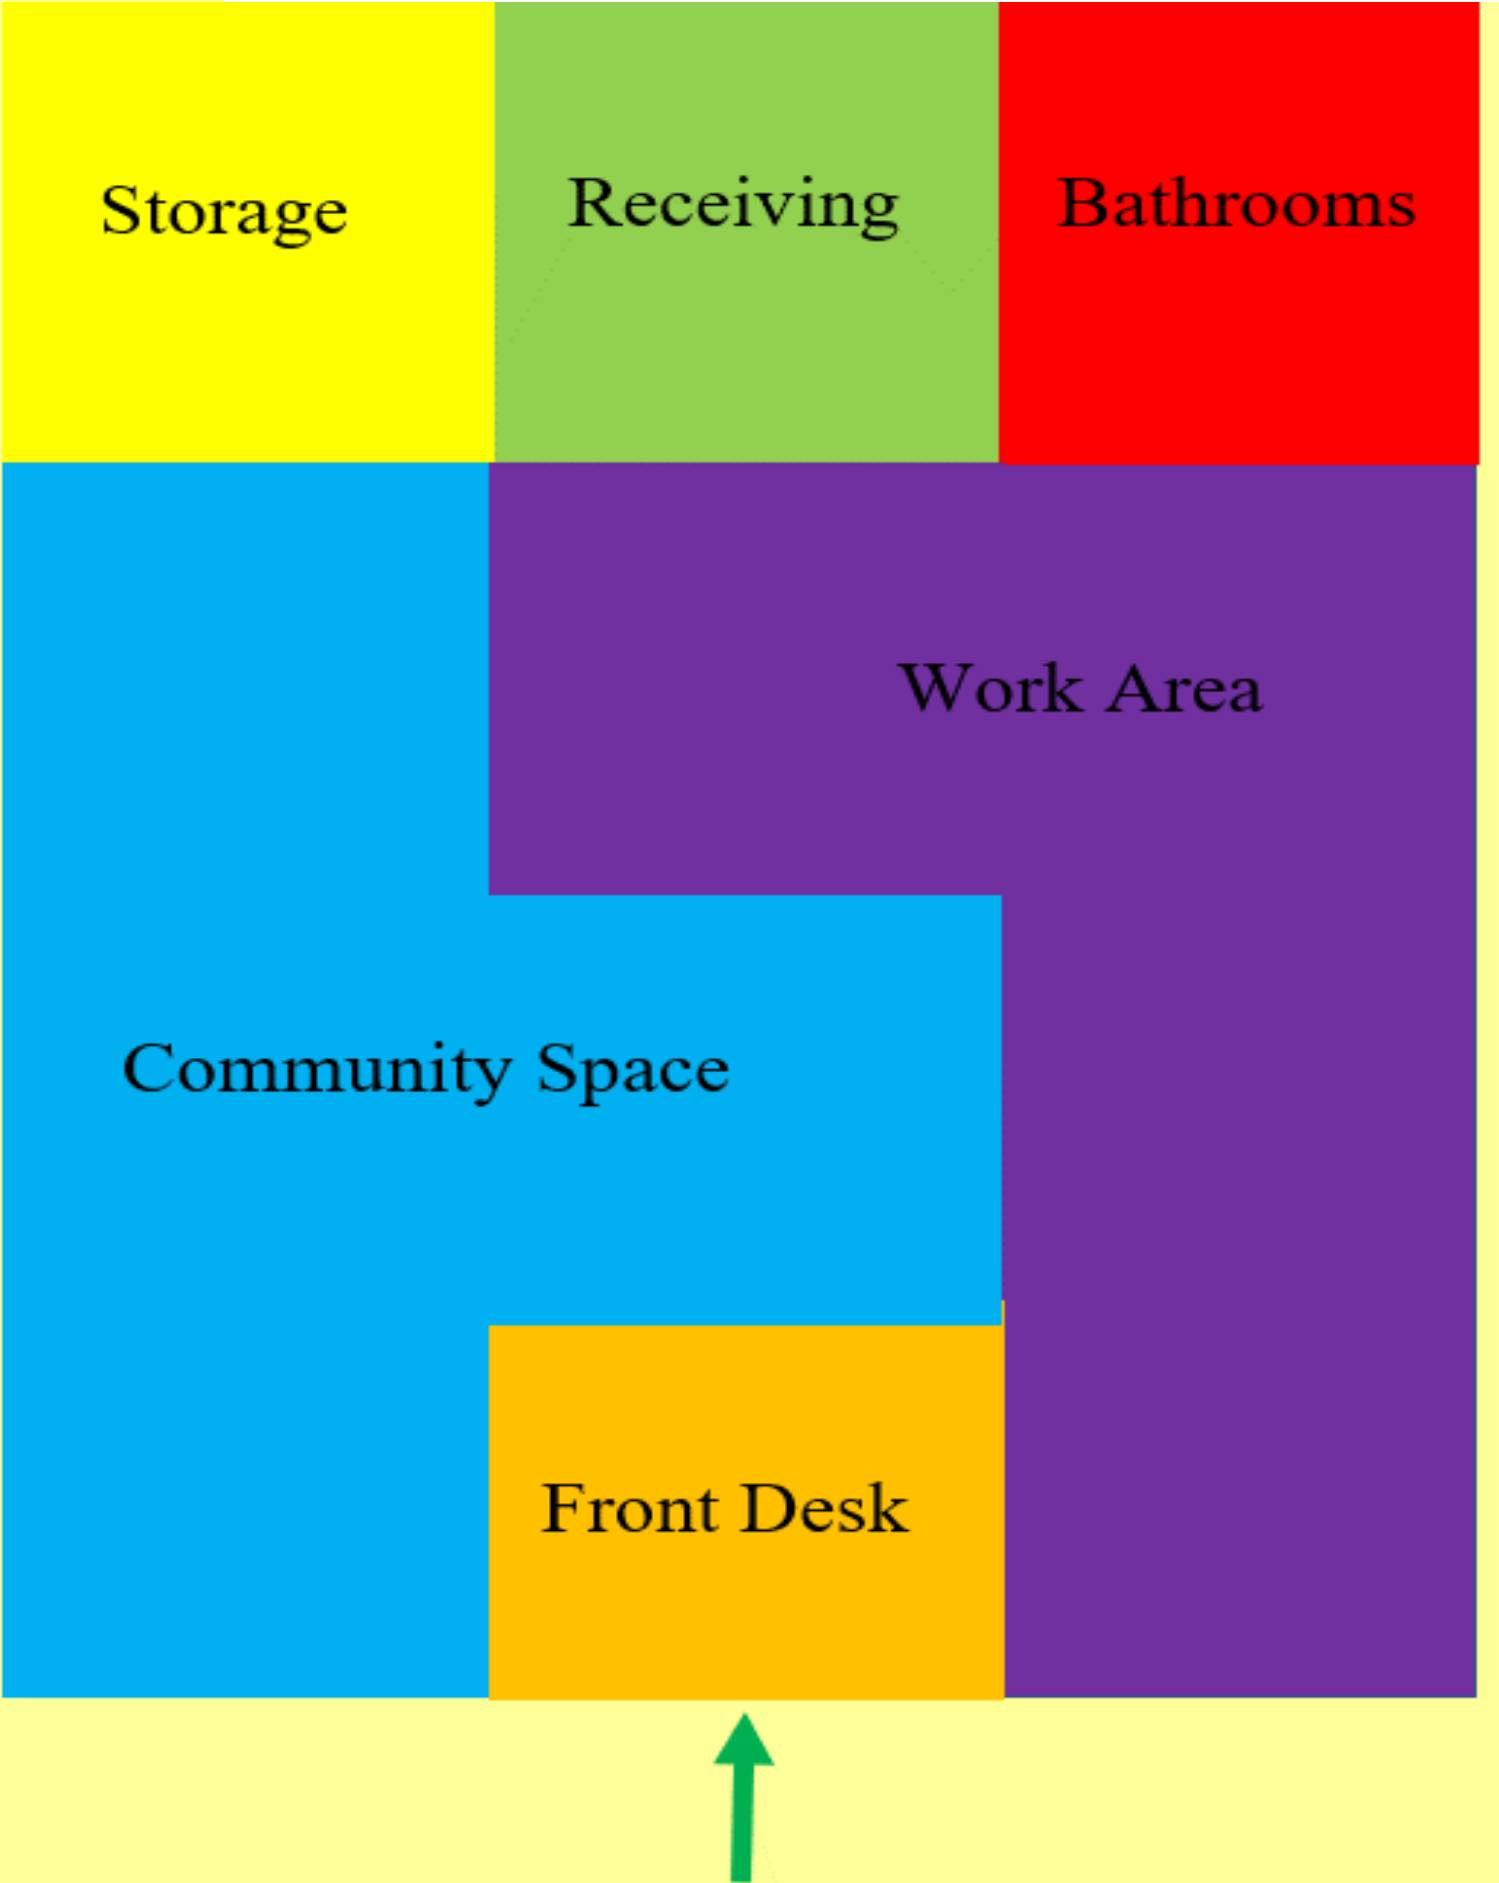 Storage
Receiving
Bathrooms
Work Area
Community Space
Front Desk